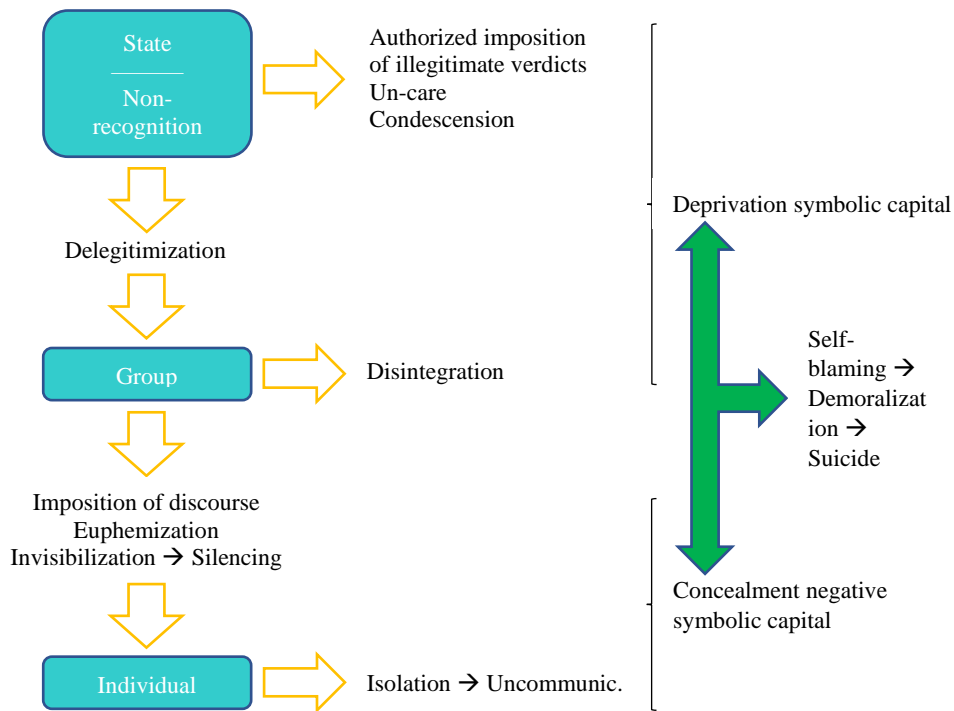 State
Non-
recognition
Authorized imposition
of illegitimate verdicts
Un-care
Condescension
Delegitimization
Deprivation symbolic capital
Group
Disintegration
Self-
blaming →
Demoralizat
ion →
Suicide
Imposition of discourse
Euphemization
Invisibilization → Silencing
Concealment negative
symbolic capital
Individual
Isolation → Uncommunic.